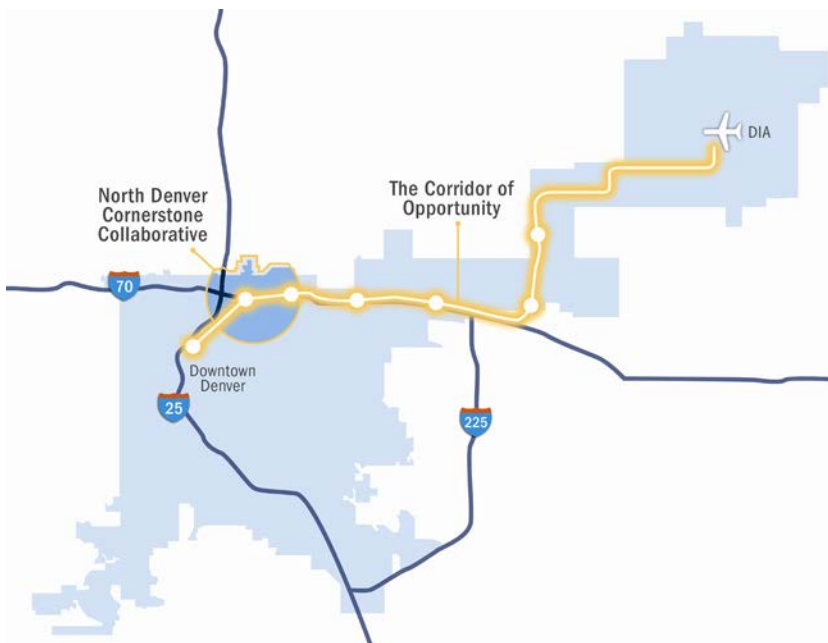 DIA
North Denver
Cornerstone
Collaborative
The Corridor of
Opportunity
70
Downtown
Denver
25
225